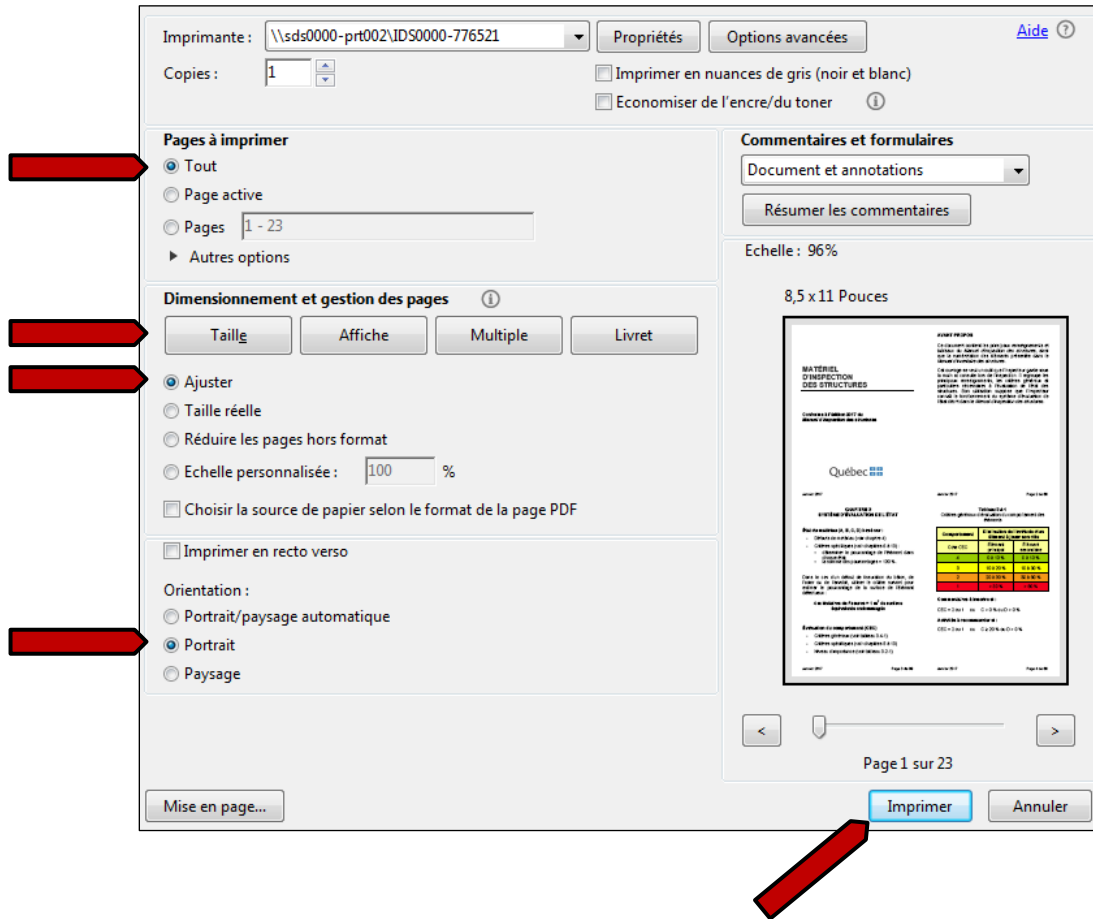 Imprimante : \\sds0000-prt002\IDS0000-776521 Propriétés Options avancées Aide
Copies : 1 Imprimer en nuances de gris (noir et blanc)
Economiser de l'encre/du toner
Pages à imprimer
Tout
Page active
Pages 1 - 23
Autres options
Dimensionnement et gestion des pages
Taille Affiche Multiple Livret
Ajuster
Taille réelle
Réduire les pages hors format
Echelle personnalisée : 100 %
Choisir la source de papier selon le format de la page PDF
Imprimer en recto verso
Orientation :
Portrait/paysage automatique
Portrait
Paysage
Commentaires et formulaires
Document et annotations
Résumer les commentaires
Echelle : 96%
8,5 x 11 Pouces
MATÉRIEL
D'INSPECTION
DES STRUCTURES
AVANT PROPOS
Québec
< >
Page 1 sur 23
Mise en page... Imprimer Annuler